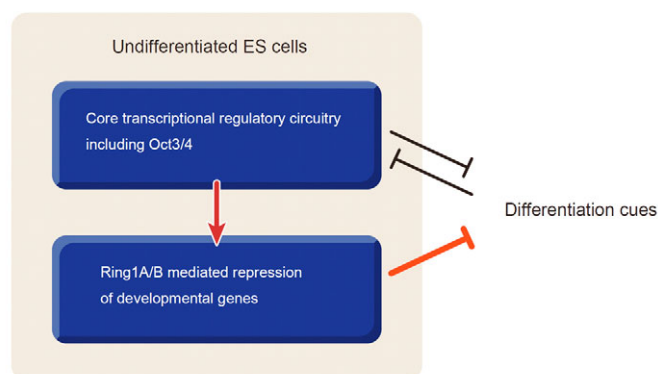 Undifferentiated ES cells
Core transcriptional regulatory circuitry
including Oct3/4
Differentiation cues
Ring1A/B mediated repression
of developmental genes